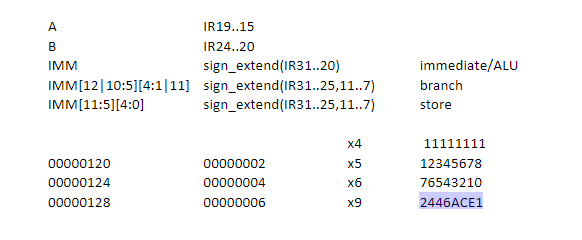 A IR19..15
B IR24..20
IMM sign_extend(IR31..20) immediate/ALU
IMM[12|10:5][4:1|11] sign_extend(IR31..25,11..7) branch
IMM[11:5][4:0] sign_extend(IR31..25,11..7) store
x4 11111111
00000120 00000002 x5 12345678
00000124 00000004 x6 76543210
00000128 00000006 x9 2446ACE1